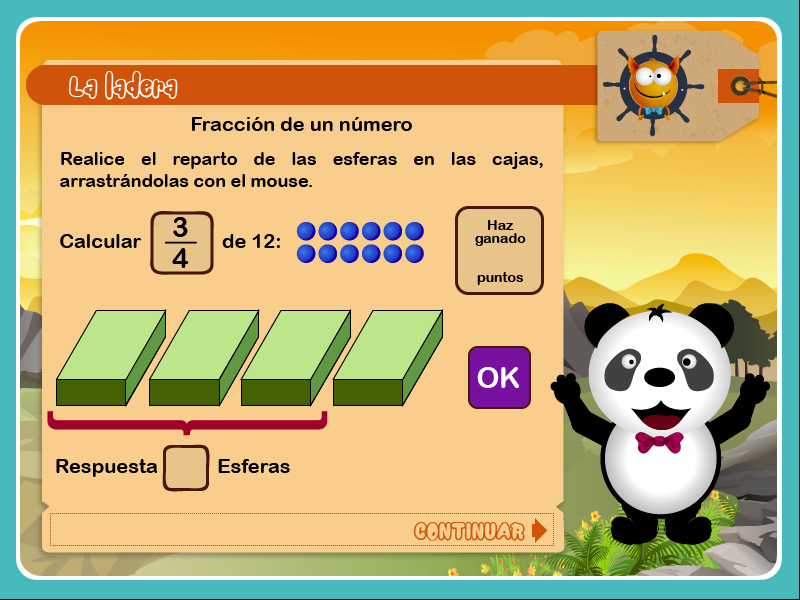 La ladera
Fracción de un número
Realice el reparto de las esferas en las cajas,
arrastrándolas con el mouse.
Calcular 3/4 de 12:
Haz
ganado
puntos
OK
Respuesta Esferas
CONTINUAR